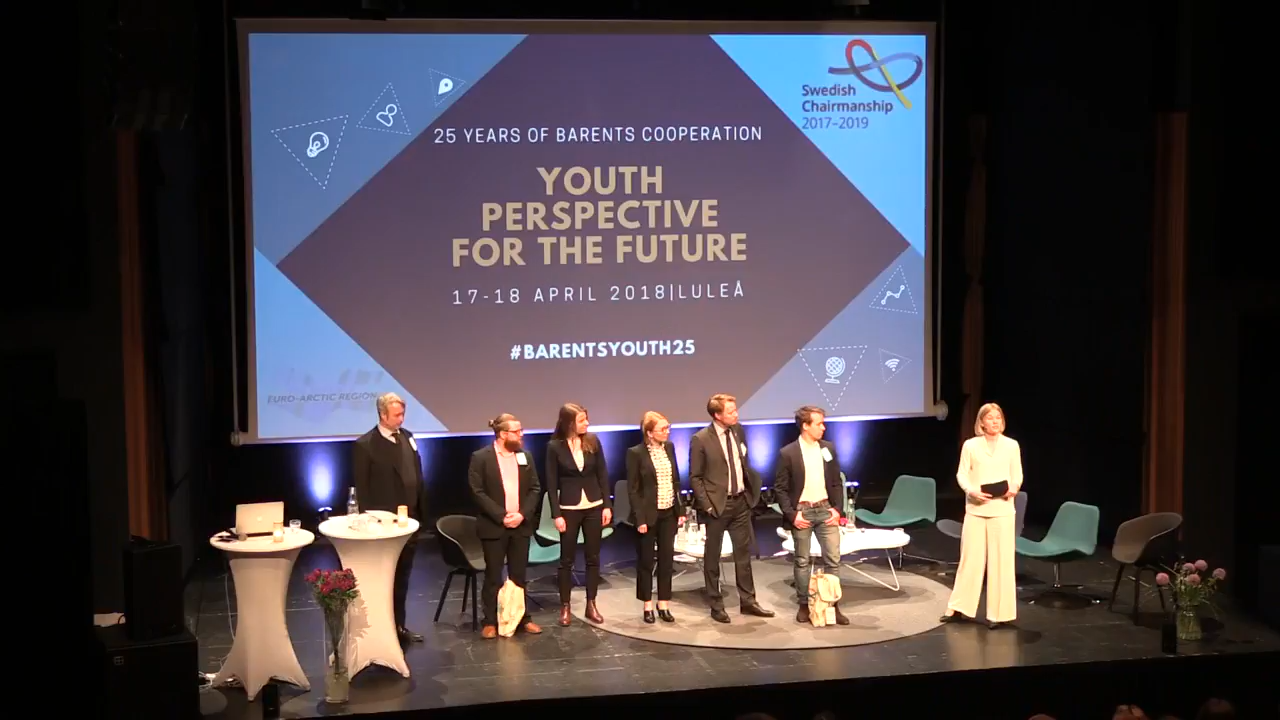 Swedish
Chairmanship
2017-2019
25 YEARS OF BARENTS COOPERATION
YOUTH
PERSPECTIVE
FOR THE FUTURE
17-18 APRIL 2018|LULEÅ
#BARENTSYOUTH25
EURO-ARCTIC REGION